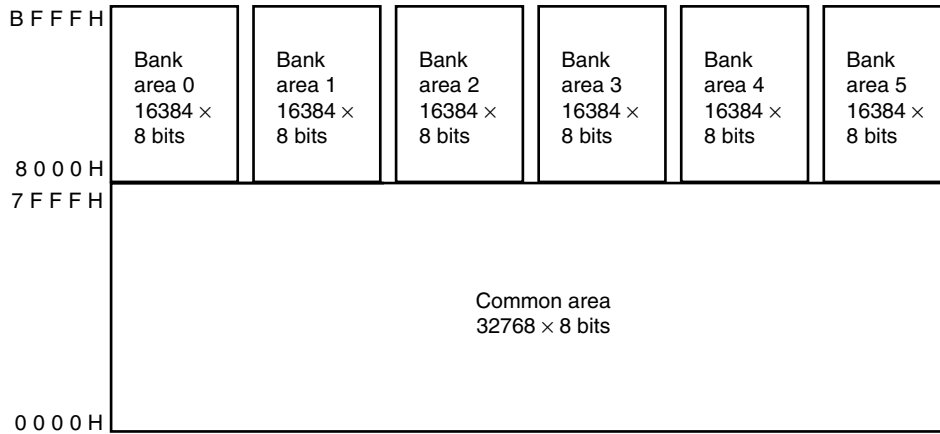 B F F F H
Bank
area 0
16384 ×
8 bits
Bank
area 1
16384 ×
8 bits
Bank
area 2
16384 ×
8 bits
Bank
area 3
16384 ×
8 bits
Bank
area 4
16384 ×
8 bits
Bank
area 5
16384 ×
8 bits
8 0 0 0 H
7 F F F H
Common area
32768 × 8 bits
0 0 0 0 H